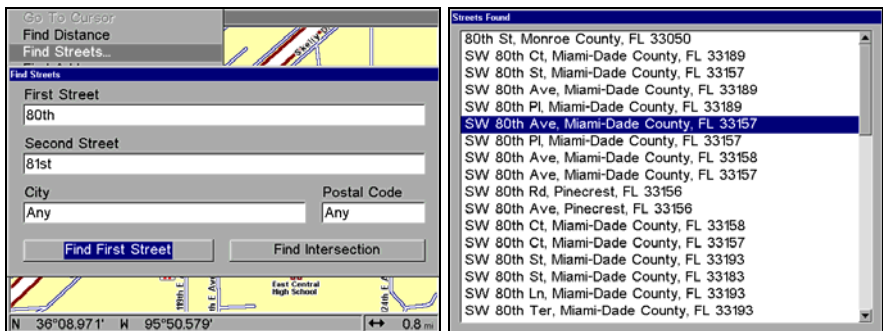 Go To Cursor
Find Distance
Find Streets...
Skelly D
Find Streets
First Street
80th
Second Street
81st
City
Postal Code
Any
Any
Find First Street
Find Intersection
119th E
th E Ave
East Central
High School
124th E A
N 36°08.971' W 95°50.579' ↔ 0.8 mi
Streets Found
80th St, Monroe County, FL 33050
SW 80th Ct, Miami-Dade County, FL 33189
SW 80th St, Miami-Dade County, FL 33157
SW 80th Ave, Miami-Dade County, FL 33189
SW 80th Pl, Miami-Dade County, FL 33189
SW 80th Ave, Miami-Dade County, FL 33157
SW 80th Pl, Miami-Dade County, FL 33157
SW 80th Ave, Miami-Dade County, FL 33158
SW 80th Ave, Miami-Dade County, FL 33157
SW 80th Rd, Pinecrest, FL 33156
SW 80th Ave, Pinecrest, FL 33156
SW 80th Ct, Miami-Dade County, FL 33158
SW 80th Ct, Miami-Dade County, FL 33157
SW 80th St, Miami-Dade County, FL 33193
SW 80th St, Miami-Dade County, FL 33183
SW 80th Ln, Miami-Dade County, FL 33193
SW 80th Ter, Miami-Dade County, FL 33193